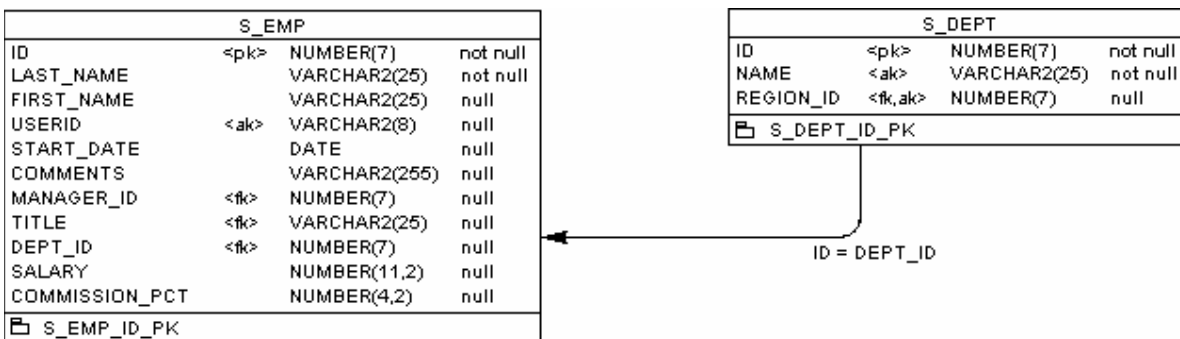 S_EMP
ID <pk> NUMBER(7) not null
LAST_NAME VARCHAR2(25) not null
FIRST_NAME VARCHAR2(25) null
USERID <ak> VARCHAR2(8) null
START_DATE DATE null
COMMENTS VARCHAR2(255) null
MANAGER_ID <fk> NUMBER(7) null
TITLE <fk> VARCHAR2(25) null
DEPT_ID <fk> NUMBER(7) null
SALARY NUMBER(11,2) null
COMMISSION_PCT NUMBER(4,2) null
S_EMP_ID_PK
S_DEPT
ID <pk> NUMBER(7) not null
NAME <ak> VARCHAR2(25) not null
REGION_ID <fk,ak> NUMBER(7) null
S_DEPT_ID_PK
ID = DEPT_ID